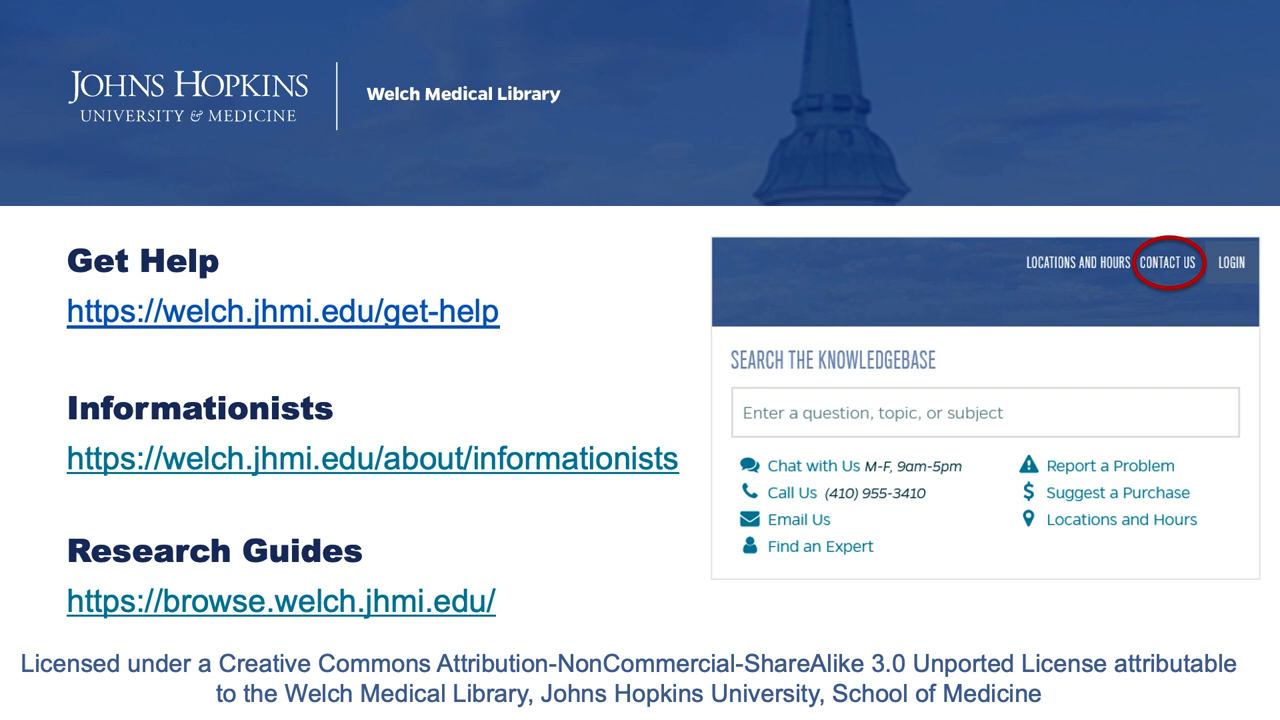 JOHNS HOPKINS
UNIVERSITY & MEDICINE
Welch Medical Library
Get Help
https://welch.jhmi.edu/get-help
Informationists
https://welch.jhmi.edu/about/informationists
Research Guides
https://browse.welch.jhmi.edu/
LOCATIONS AND HOURS CONTACT US LOGIN
SEARCH THE KNOWLEDGEBASE
Enter a question, topic, or subject
Chat with Us M-F, 9am-5pm
Call Us (410) 955-3410
Email Us
Find an Expert
Report a Problem
Suggest a Purchase
Locations and Hours
Licensed under a Creative Commons Attribution-NonCommercial-ShareAlike 3.0 Unported License attributable
to the Welch Medical Library, Johns Hopkins University, School of Medicine